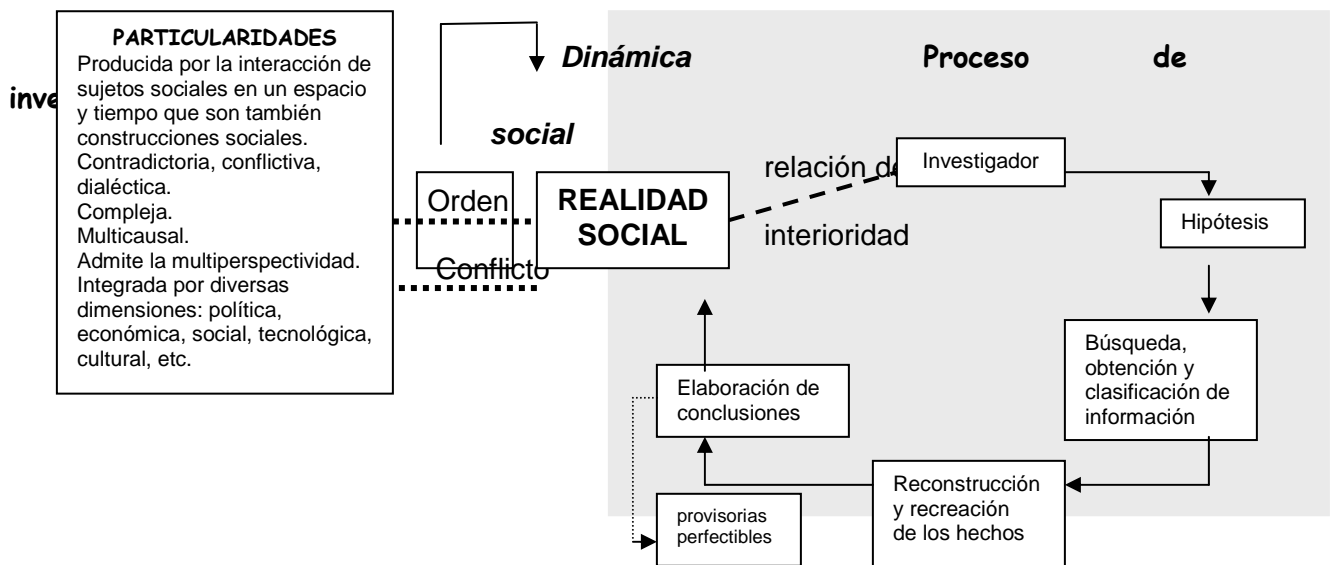 PARTICULARIDADES
Producida por la interacción de
sujetos sociales en un espacio
y tiempo que son también
construcciones sociales.
Contradictoria, conflictiva,
dialéctica.
Compleja.
Multicausal.
Admite la multiperspectividad.
Integrada por diversas
dimensiones: política,
económica, social, tecnológica,
cultural, etc.
Dinámica
social
Proceso de
Orden
Conflicto
REALIDAD
SOCIAL
relación de
interioridad
Investigador
Hipótesis
Búsqueda,
obtención y
clasificación de
información
Reconstrucción
y recreación
de los hechos
Elaboración de
conclusiones
provisorias
perfectibles